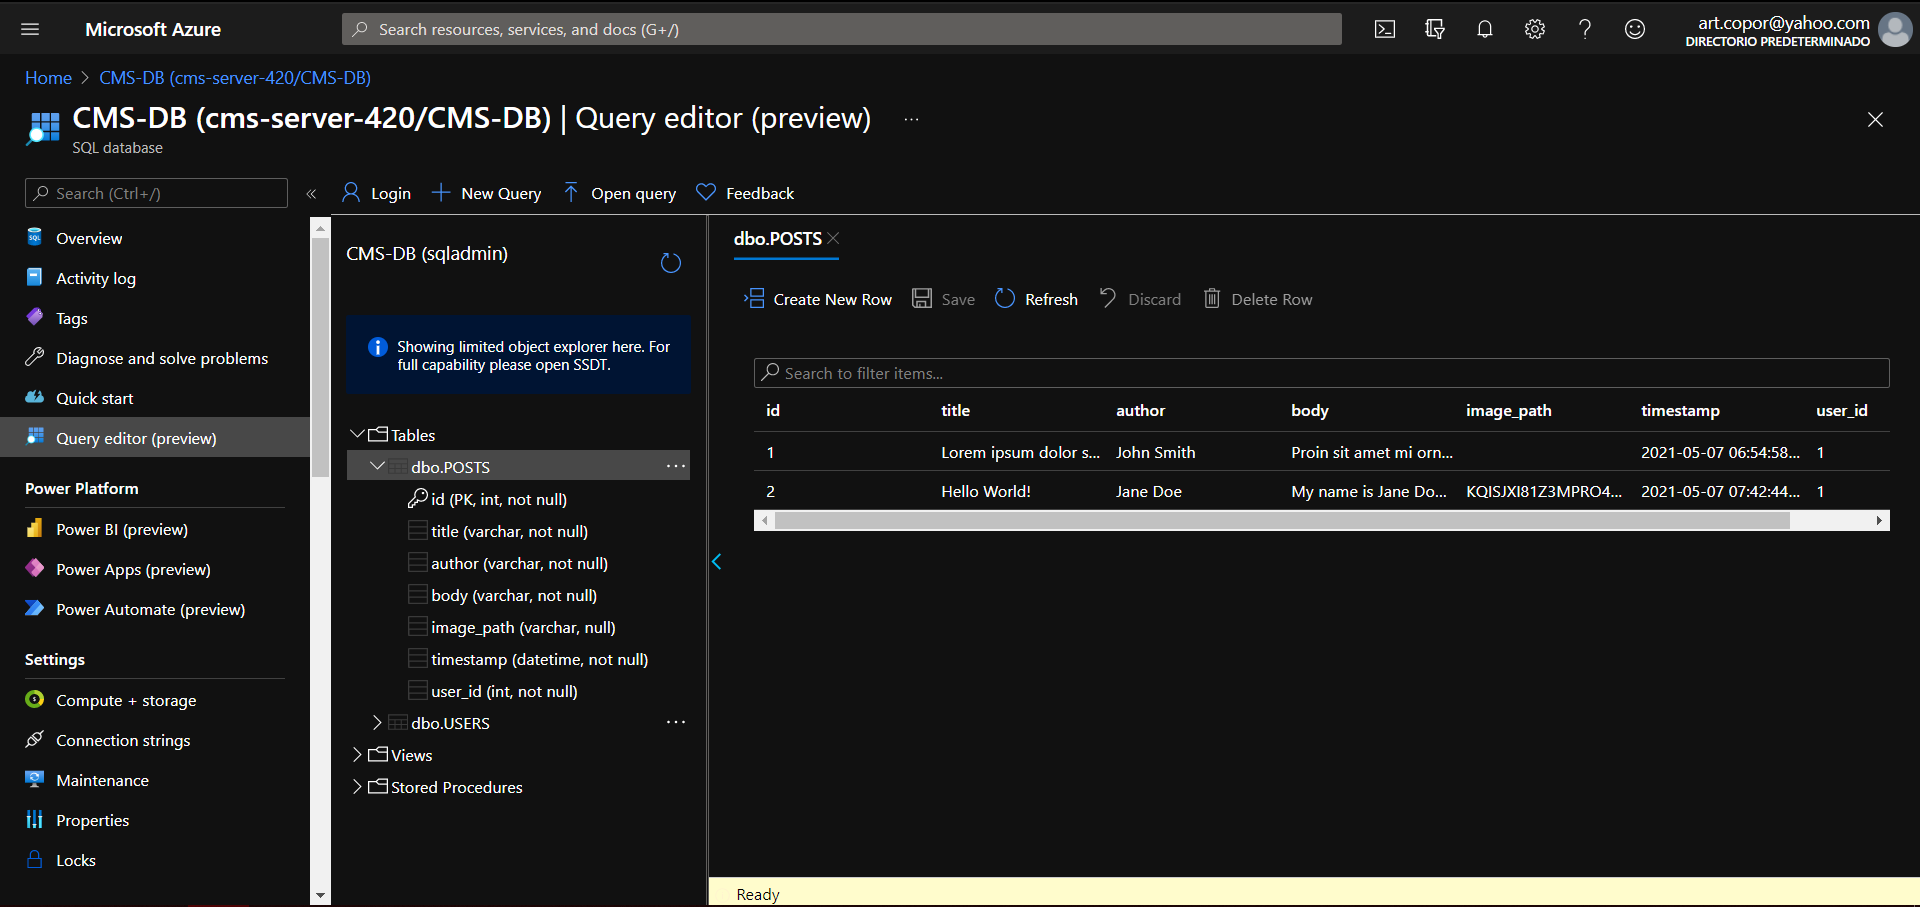 Microsoft Azure
Search resources, services, and docs (G+/)
art.copor@yahoo.com
DIRECTORIO PREDETERMINADO
Home > CMS-DB (cms-server-420/CMS-DB)
CMS-DB (cms-server-420/CMS-DB) | Query editor (preview) ...
SQL database
Search (Ctrl+/)
«
Overview
Activity log
Tags
Diagnose and solve problems
Quick start
Query editor (preview)
Power Platform
Power BI (preview)
Power Apps (preview)
Power Automate (preview)
Settings
Compute + storage
Connection strings
Maintenance
Properties
Locks
Login New Query Open query Feedback
CMS-DB (sqladmin)
Showing limited object explorer here. For
full capability please open SSDT.
Tables
dbo.POSTS ...
id (PK, int, not null)
title (varchar, not null)
author (varchar, not null)
body (varchar, not null)
image_path (varchar, null)
timestamp (datetime, not null)
user_id (int, not null)
dbo.USERS ...
Views
Stored Procedures
dbo.POSTS
Create New Row Save Refresh Discard Delete Row
Search to filter items...
id title author body image_path timestamp user_id
1 Lorem ipsum dolor s... John Smith Proin sit amet mi orn... 2021-05-07 06:54:58... 1
2 Hello World! Jane Doe My name is Jane Do... KQISJXI81Z3MPRO4... 2021-05-07 07:42:44... 1
Ready